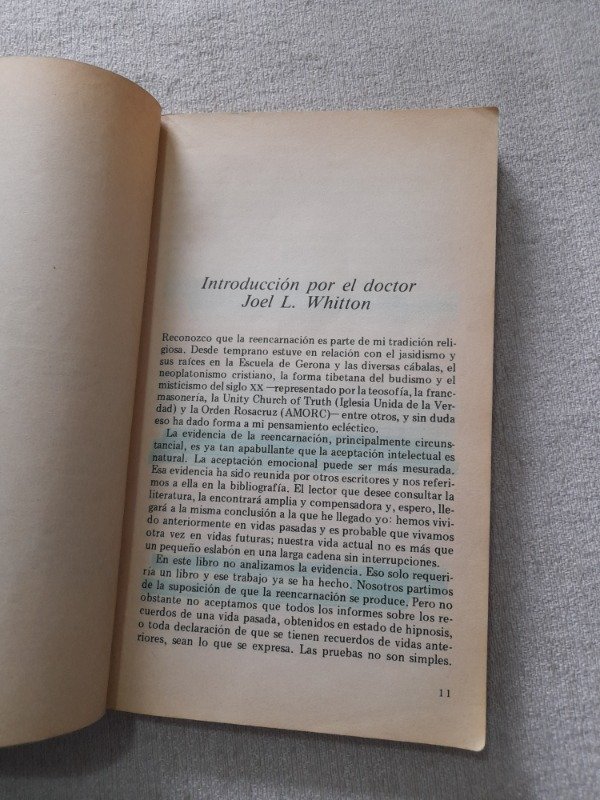 Introducción por el doctor
Joel L. Whitton
Reconozco que la reencarnación es parte de mi tradición reli-
giosa. Desde temprano estuve en relación con el jasidismo y
sus raíces en la Escuela de Gerona y las diversas cábalas, el
neoplatonismo cristiano, la forma tibetana del budismo y el
misticismo del siglo XX —representado por la teosofía, la franc-
masonería, la Unity Church of Truth (Iglesia Unida de la Ver-
dad) y la Orden Rosacruz (AMORC)— entre otros, y sin duda
eso ha dado forma a mi pensamiento ecléctico.
La evidencia de la reencarnación, principalmente circuns-
tancial, es ya tan apabullante que la aceptación intelectual es
natural. La aceptación emocional puede ser más mesurada.
Esa evidencia ha sido reunida por otros escritores y nos referi-
mos a ella en la bibliografía. El lector que desee consultar la
literatura, la encontrará amplia y compensadora y, espero, lle-
gará a la misma conclusión a la que he llegado yo: hemos vivi-
do anteriormente en vidas pasadas y es probable que vivamos
otra vez en vidas futuras; nuestra vida actual no es más que
un pequeño eslabón en una larga cadena sin interrupciones.
En este libro no analizamos la evidencia. Eso solo requeri-
ría un libro y ese trabajo ya se ha hecho. Nosotros partimos
de la suposición de que la reencarnación se produce. Pero no
obstante no aceptamos que todos los informes sobre los re-
cuerdos de una vida pasada, obtenidos en estado de hipnosis,
o toda declaración de que se tienen recuerdos de vidas ante-
riores, sean lo que se expresa. Las pruebas no son simples.
11